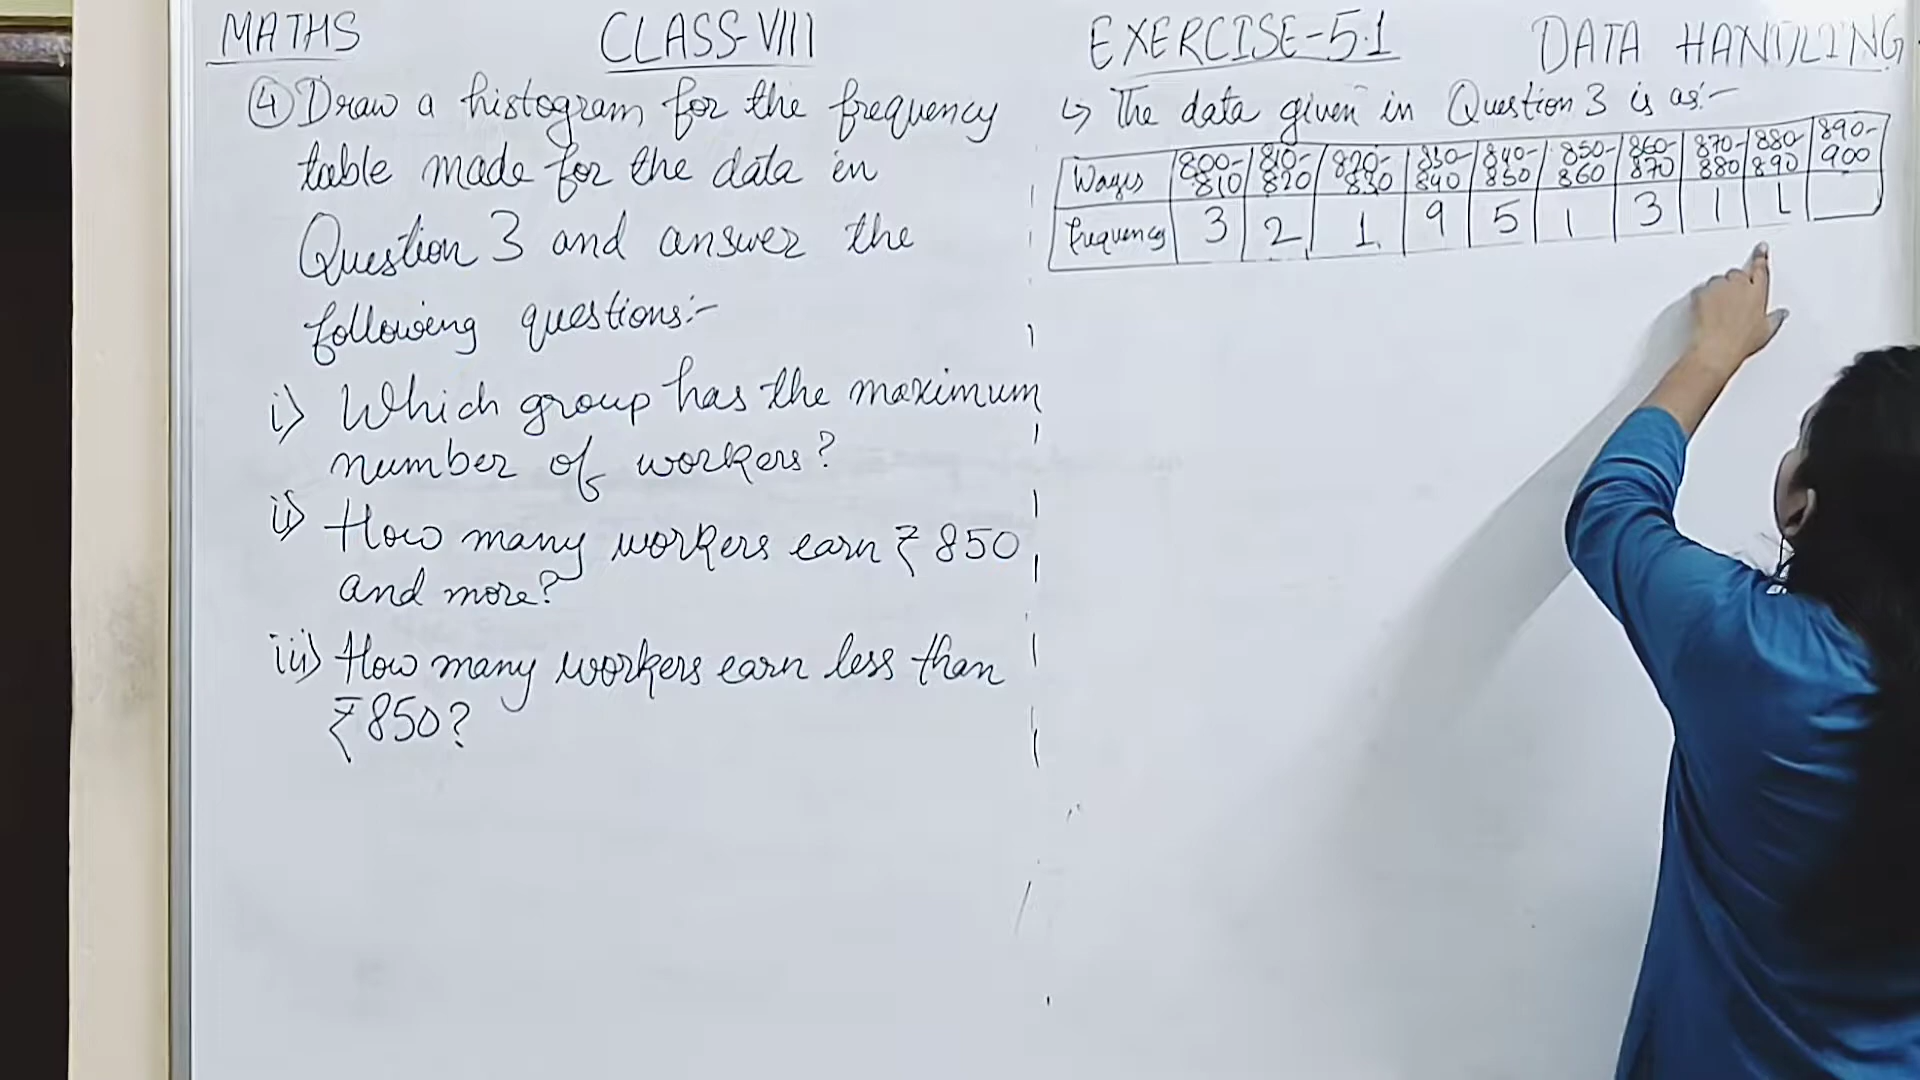 MATHS CLASS-VIII EXERCISE-5.1 DATA HANDLING
④ Draw a histogram for the frequency
table made for the data in
Question 3 and answer the
following questions:-
i) Which group has the maximum
number of workers?
ii) How many workers earn ₹ 850
and more?
iii) How many workers earn less than
₹850?
↳ The data given in Question 3 is as:-
Wages 800-810 810-820 820-830 830-840 840-850 850-860 860-870 870-880 880-890 890-900
frequency 3 2 1 9 5 1 3 1 1